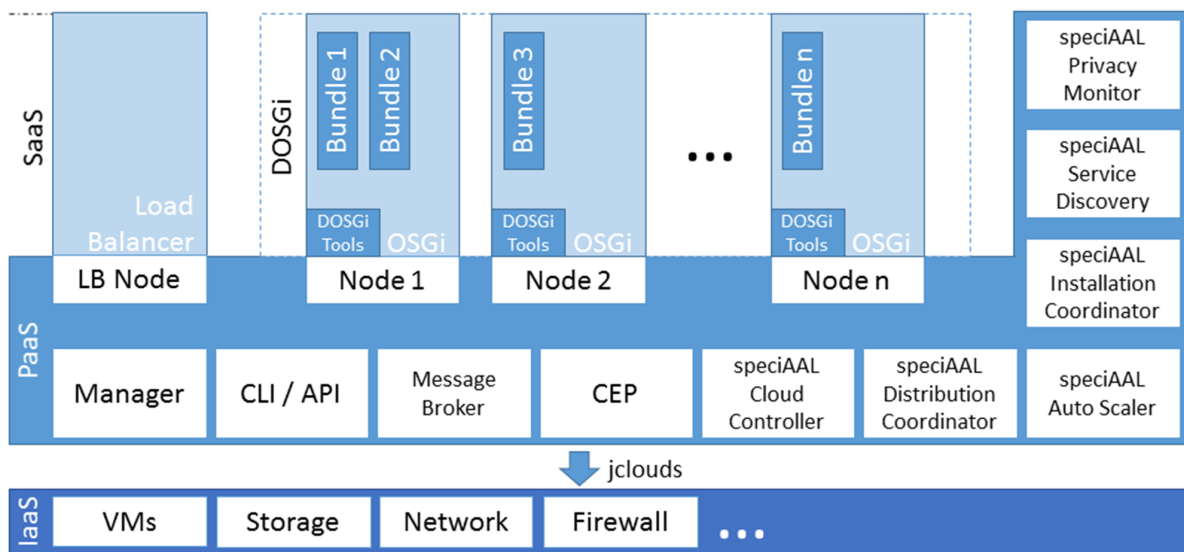 SaaS
Load
Balancer
LB Node
DOSGi
Bundle 1
Bundle 2
DOSGi
Tools
OSGi
Node 1
Bundle 3
DOSGi
Tools
OSGi
Node 2
...
Bundle n
DOSGi
Tools
OSGi
Node n
speciAAL
Privacy
Monitor
speciAAL
Service
Discovery
speciAAL
Installation
Coordinator
PaaS
Manager
CLI / API
Message
Broker
CEP
speciAAL
Cloud
Controller
speciAAL
Distribution
Coordinator
speciAAL
Auto Scaler
jclouds
IaaS
VMs
Storage
Network
Firewall
...